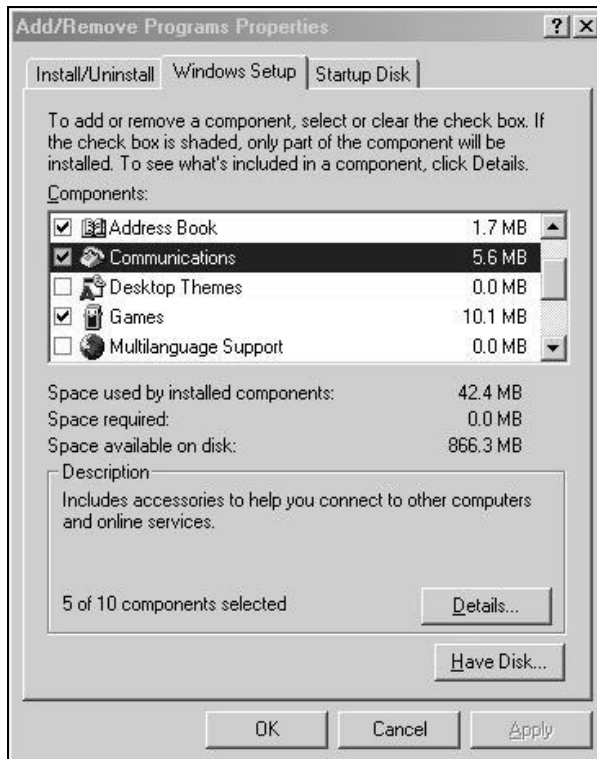 Add/Remove Programs Properties
Install/Uninstall Windows Setup Startup Disk
To add or remove a component, select or clear the check box. If
the check box is shaded, only part of the component will be
installed. To see what's included in a component, click Details.
Components:
Address Book 1.7 MB
Communications 5.6 MB
Desktop Themes 0.0 MB
Games 10.1 MB
Multilanguage Support 0.0 MB
Space used by installed components: 42.4 MB
Space required: 0.0 MB
Space available on disk: 866.3 MB
Description
Includes accessories to help you connect to other computers
and online services.
5 of 10 components selected Details...
Have Disk...
OK Cancel Apply